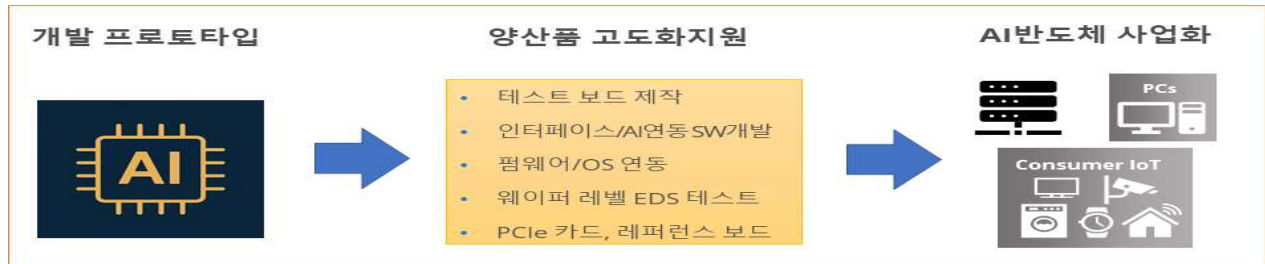 개발 프로토타입
AI
양산품 고도화지원
• 테스트 보드 제작
• 인터페이스/AI연동 SW개발
• 펌웨어/OS 연동
• 웨이퍼 레벨 EDS 테스트
• PCIe 카드, 레퍼런스 보드
AI반도체 사업화
PCs
Consumer IoT